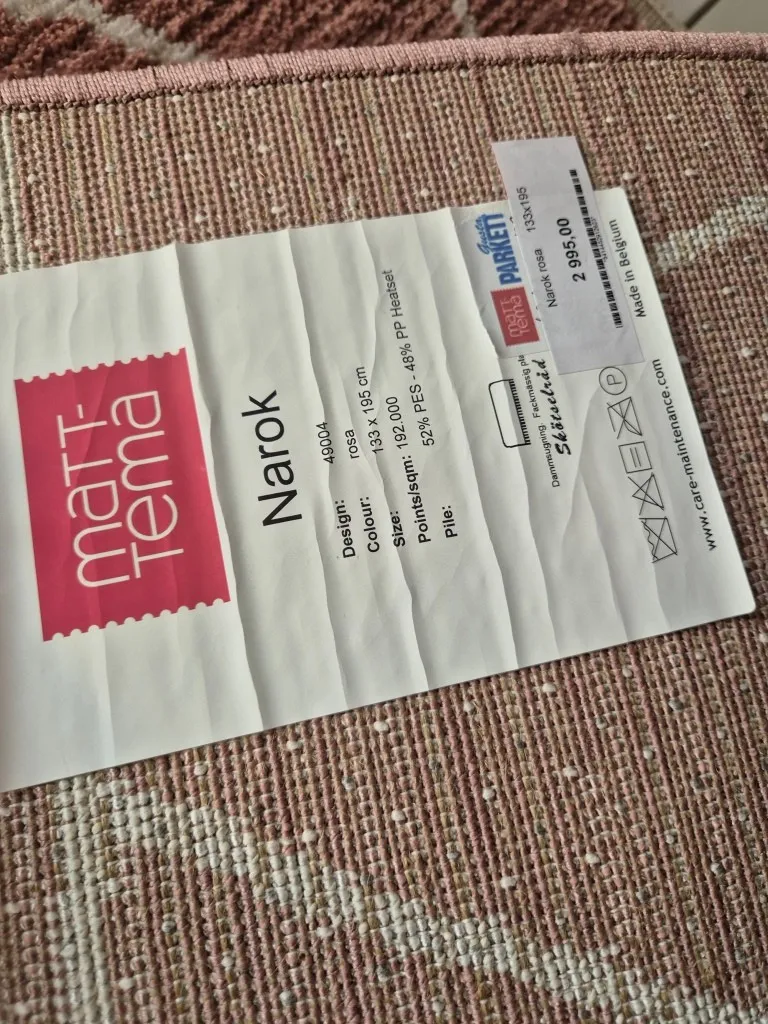 matt-
Tema
Narok
Design: 49004
Colour: rosa
Size: 133 x 195 cm
Points/sqm: 192.000
Pile: 52% PES - 48% PP Heatset
matt-
Tema
PARKETT
Narok rosa 133x195
2 995,00
Dammsugning. Fackmässig
Skötselråd
P
www.care-maintenance.com
Made in Belgium